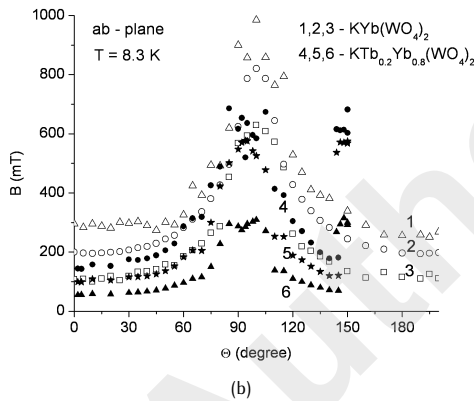 1000
800
600
400
200
0
B (mT)
ab - plane
T = 8.3 K
1,2,3 - KYb(WO₄)₂
4,5,6 - KTb₀.₂Yb₀.₈(WO₄)₂
4
5
6
1
2
3
0 30 60 90 120 150 180
Θ (degree)
(b)